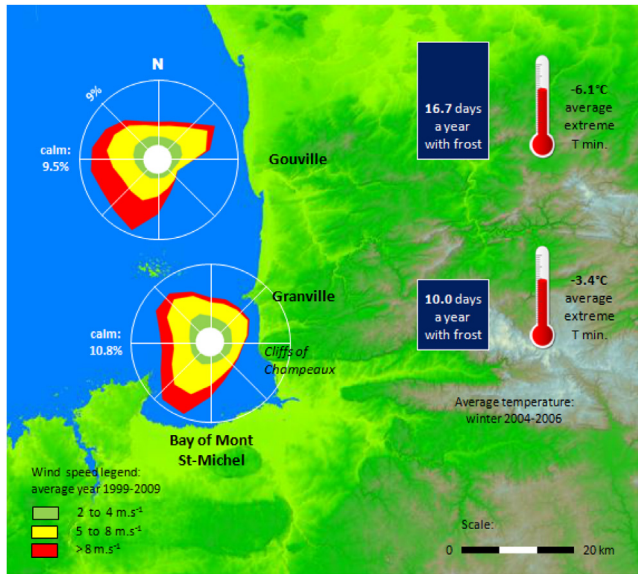 N
9%
calm:
9.5%
Gouville
16.7 days
a year
with frost
-6.1°C
average
extreme
T min.
calm:
10.8%
Granville
Cliffs of
Champeaux
10.0 days
a year
with frost
-3.4°C
average
extreme
T min.
Average temperature:
winter 2004-2006
Bay of Mont
St-Michel
Wind speed legend:
average year 1999-2009
2 to 4 m.s⁻¹
5 to 8 m.s⁻¹
>8 m.s⁻¹
Scale:
0 20 km